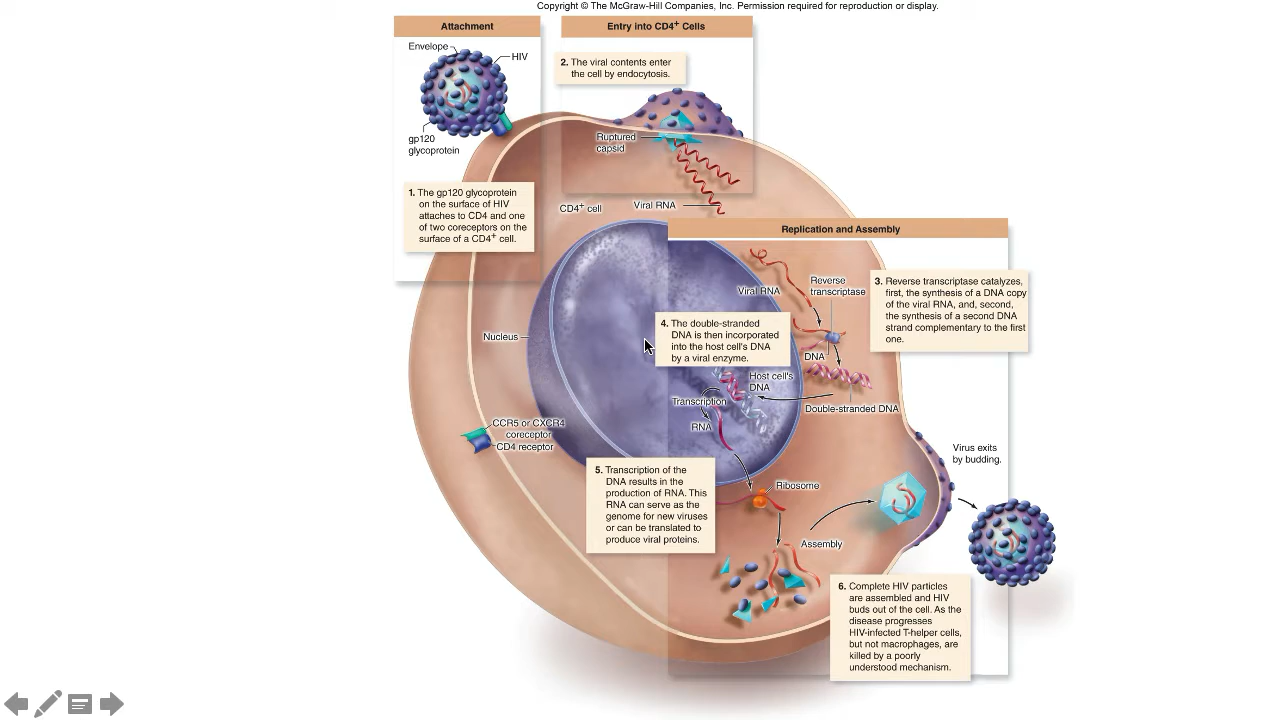 Copyright © The McGraw-Hill Companies, Inc. Permission required for reproduction or display.
Attachment
Envelope
HIV
gp120
glycoprotein
1. The gp120 glycoprotein
on the surface of HIV
attaches to CD4 and one
of two coreceptors on the
surface of a CD4+ cell.
Entry into CD4+ Cells
2. The viral contents enter
the cell by endocytosis.
Ruptured
capsid
CD4+ cell
Viral RNA
Replication and Assembly
Viral RNA
Reverse
transcriptase
3. Reverse transcriptase catalyzes,
first, the synthesis of a DNA copy
of the viral RNA, and, second,
the synthesis of a second DNA
strand complementary to the first
one.
Nucleus
4. The double-stranded
DNA is then incorporated
into the host cell's DNA
by a viral enzyme.
DNA
Host cell's
DNA
Double-stranded DNA
Transcription
RNA
CCR5 or CXCR4
coreceptor
CD4 receptor
5. Transcription of the
DNA results in the
production of RNA. This
RNA can serve as the
genome for new viruses
or can be translated to
produce viral proteins.
Ribosome
Assembly
Virus exits
by budding.
6. Complete HIV particles
are assembled and HIV
buds out of the cell. As the
disease progresses
HIV-infected T-helper cells,
but not macrophages, are
killed by a poorly
understood mechanism.